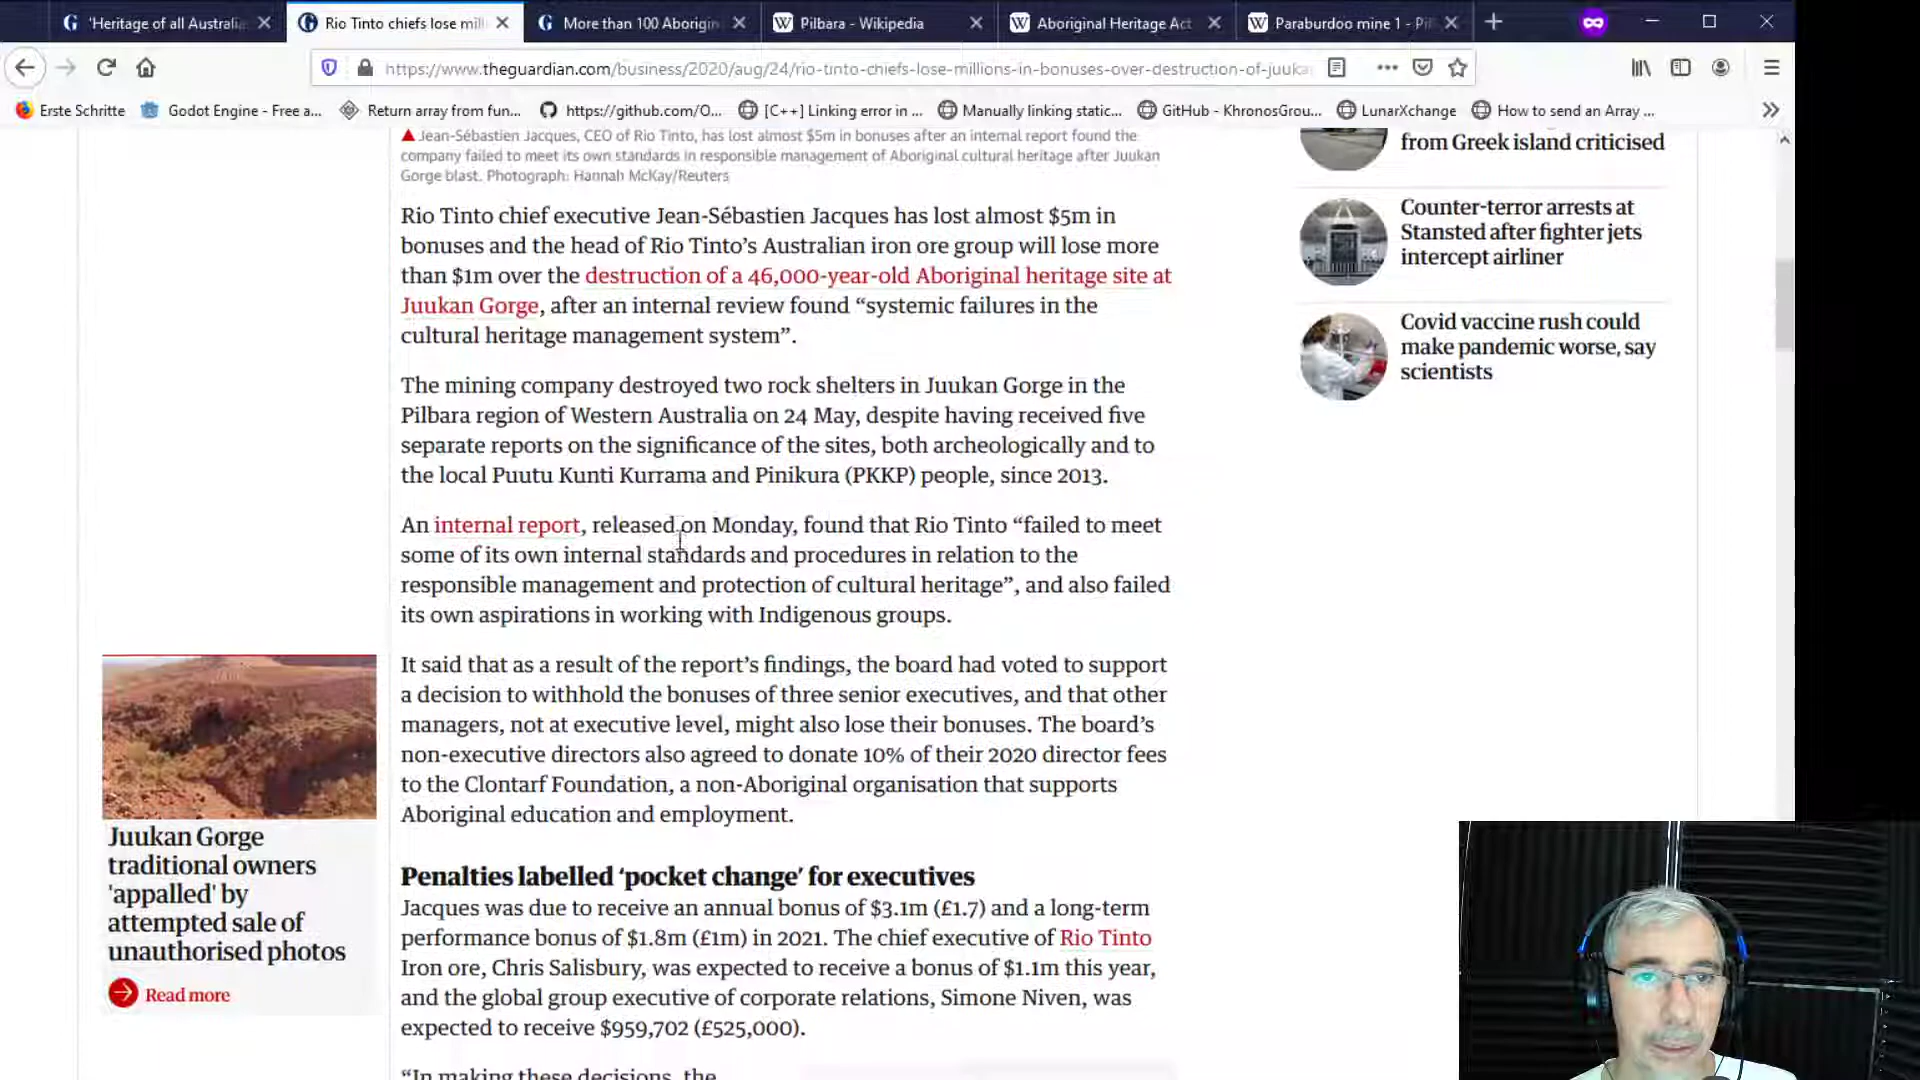 'Heritage of all Australia
Rio Tinto chiefs lose mill
More than 100 Aborigin
Pilbara - Wikipedia
Aboriginal Heritage Act
Paraburdoo mine 1 - Pi
https://www.theguardian.com/business/2020/aug/24/rio-tinto-chiefs-lose-millions-in-bonuses-over-destruction-of-juuka
Erste Schritte
Godot Engine - Free a...
Return array from fun...
https://github.com/O...
[C++] Linking error in ...
Manually linking static...
GitHub - KhronosGrou...
LunarXchange
How to send an Array ...
Jean-Sébastien Jacques, CEO of Rio Tinto, has lost almost $5m in bonuses after an internal report found the
company failed to meet its own standards in responsible management of Aboriginal cultural heritage after Juukan
Gorge blast. Photograph: Hannah McKay/Reuters
Rio Tinto chief executive Jean-Sébastien Jacques has lost almost $5m in
bonuses and the head of Rio Tinto's Australian iron ore group will lose more
than $1m over the destruction of a 46,000-year-old Aboriginal heritage site at
Juukan Gorge, after an internal review found “systemic failures in the
cultural heritage management system”.
The mining company destroyed two rock shelters in Juukan Gorge in the
Pilbara region of Western Australia on 24 May, despite having received five
separate reports on the significance of the sites, both archeologically and to
the local Puutu Kunti Kurrama and Pinikura (PKKP) people, since 2013.
An internal report, released on Monday, found that Rio Tinto “failed to meet
some of its own internal standards and procedures in relation to the
responsible management and protection of cultural heritage”, and also failed
its own aspirations in working with Indigenous groups.
It said that as a result of the report's findings, the board had voted to support
a decision to withhold the bonuses of three senior executives, and that other
managers, not at executive level, might also lose their bonuses. The board's
non-executive directors also agreed to donate 10% of their 2020 director fees
to the Clontarf Foundation, a non-Aboriginal organisation that supports
Aboriginal education and employment.
Penalties labelled ‘pocket change’ for executives
Jacques was due to receive an annual bonus of $3.1m (£1.7) and a long-term
performance bonus of $1.8m (£1m) in 2021. The chief executive of Rio Tinto
Iron ore, Chris Salisbury, was expected to receive a bonus of $1.1m this year,
and the global group executive of corporate relations, Simone Niven, was
expected to receive $959,702 (£525,000).
“In making these decisions, the
Juukan Gorge
traditional owners
'appalled' by
attempted sale of
unauthorised photos
Read more
from Greek island criticised
Counter-terror arrests at
Stansted after fighter jets
intercept airliner
Covid vaccine rush could
make pandemic worse, say
scientists